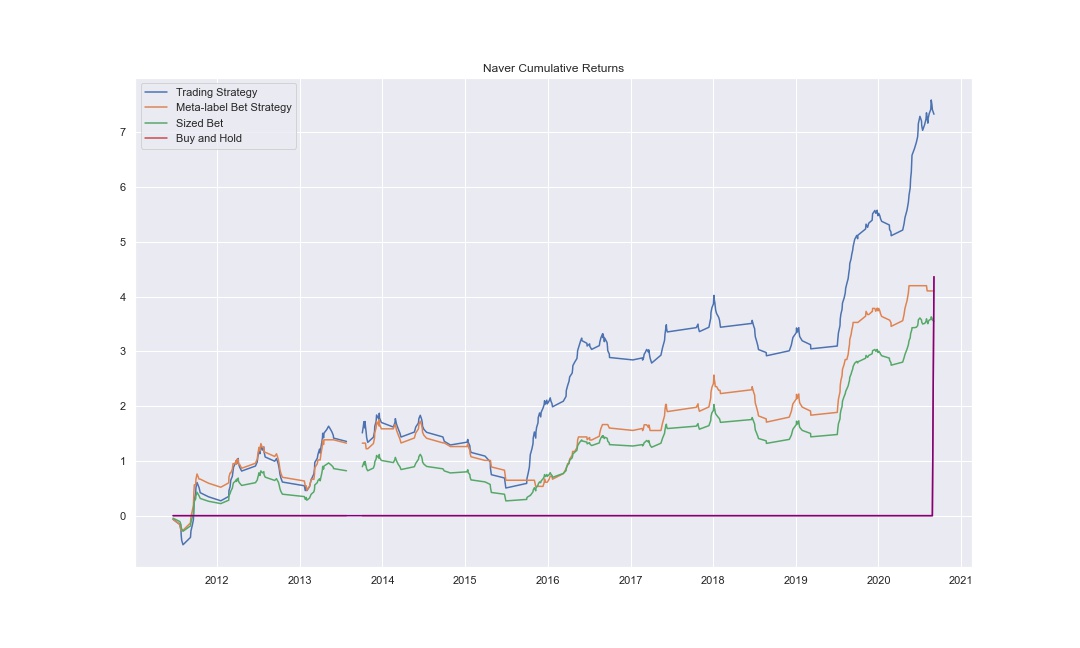 Naver Cumulative Returns
Trading Strategy
Meta-label Bet Strategy
Sized Bet
Buy and Hold
7
6
5
4
3
2
1
0
2012 2013 2014 2015 2016 2017 2018 2019 2020 2021